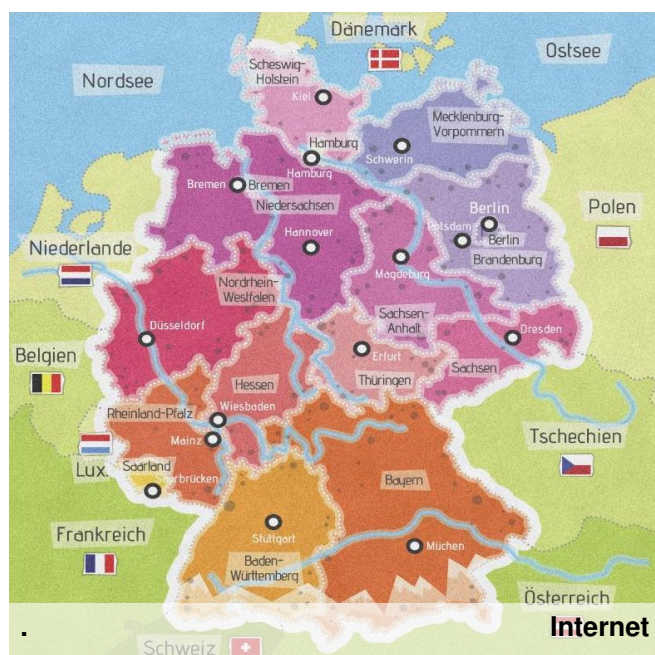 Dänemark
Ostsee
Nordsee
Scheswig-
Holstein
Kiel
Mecklenburg-
Vorpommern
Hamburg
Schwerin
Hamburg
Bremen
Bremen
Niedersachsen
Berlin
Polen
Potsdam
Berlin
Hannover
Niederlande
Brandenburg
Magdeburg
Nordrhein-
Westfalen
Sachsen-
Anhalt
Düsseldorf
Dresden
Belgien
Erfurt
Sachsen
Hessen
Thüringen
Wiesbaden
Rheinland-Pfalz
Mainz
Tschechien
Lux.
Saarland
rbrücken
Bayern
Frankreich
Stuttgart
Müchen
Baden-
Württemberg
Österreich
.
Internet
Schweiz